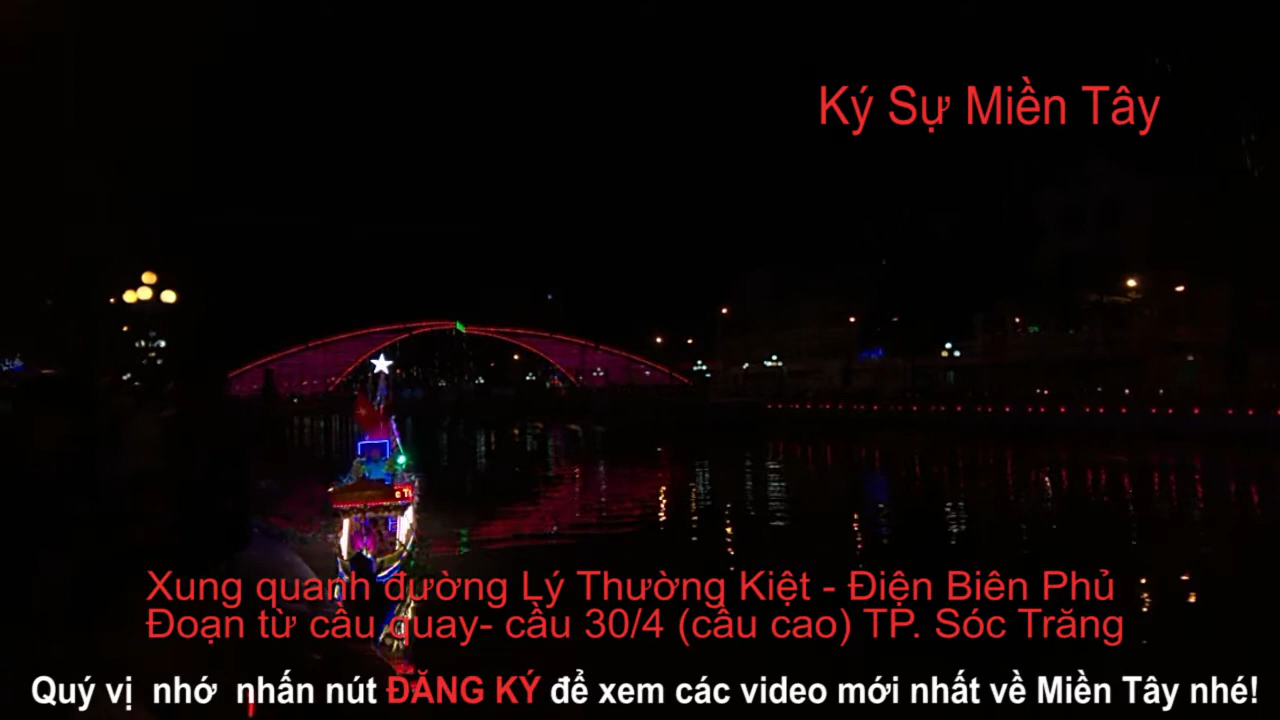 Ký Sự Miền Tây
Xung quanh đường Lý Thường Kiệt - Điện Biên Phủ
Đoạn từ cầu quay- cầu 30/4 (cầu cao) TP. Sóc Trăng
Quý vị nhớ nhấn nút ĐĂNG KÝ để xem các video mới nhất về Miền Tây nhé!